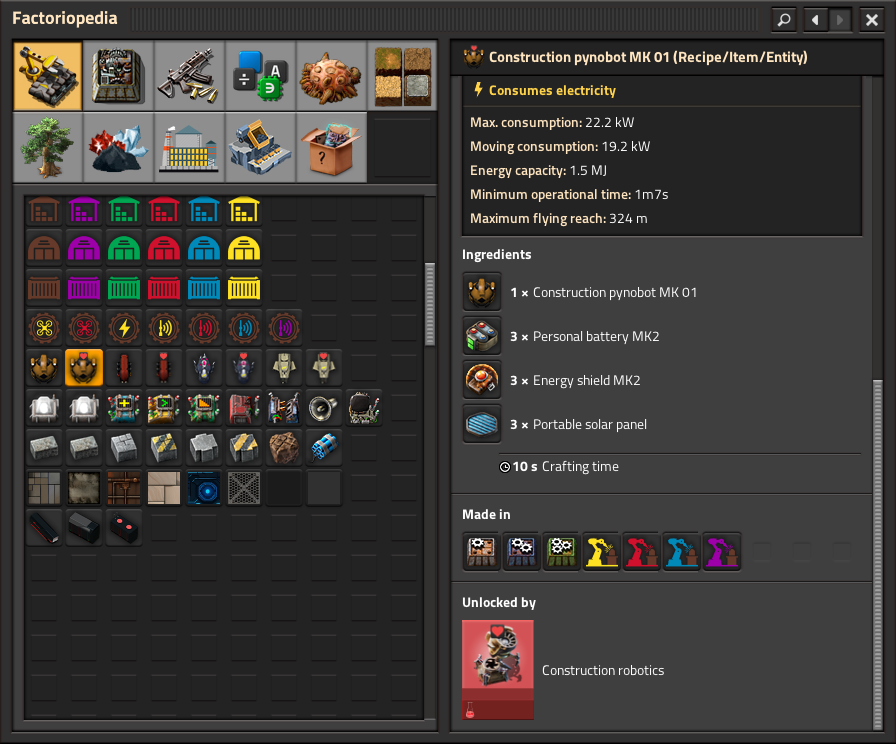 Factoriopedia
Construction pynobot MK 01 (Recipe/Item/Entity)
Consumes electricity
Max. consumption: 22.2 kW
Moving consumption: 19.2 kW
Energy capacity: 1.5 MJ
Minimum operational time: 1m7s
Maximum flying reach: 324 m
Ingredients
1 × Construction pynobot MK 01
3 × Personal battery MK2
3 × Energy shield MK2
3 × Portable solar panel
10 s Crafting time
Made in
Unlocked by
Construction robotics